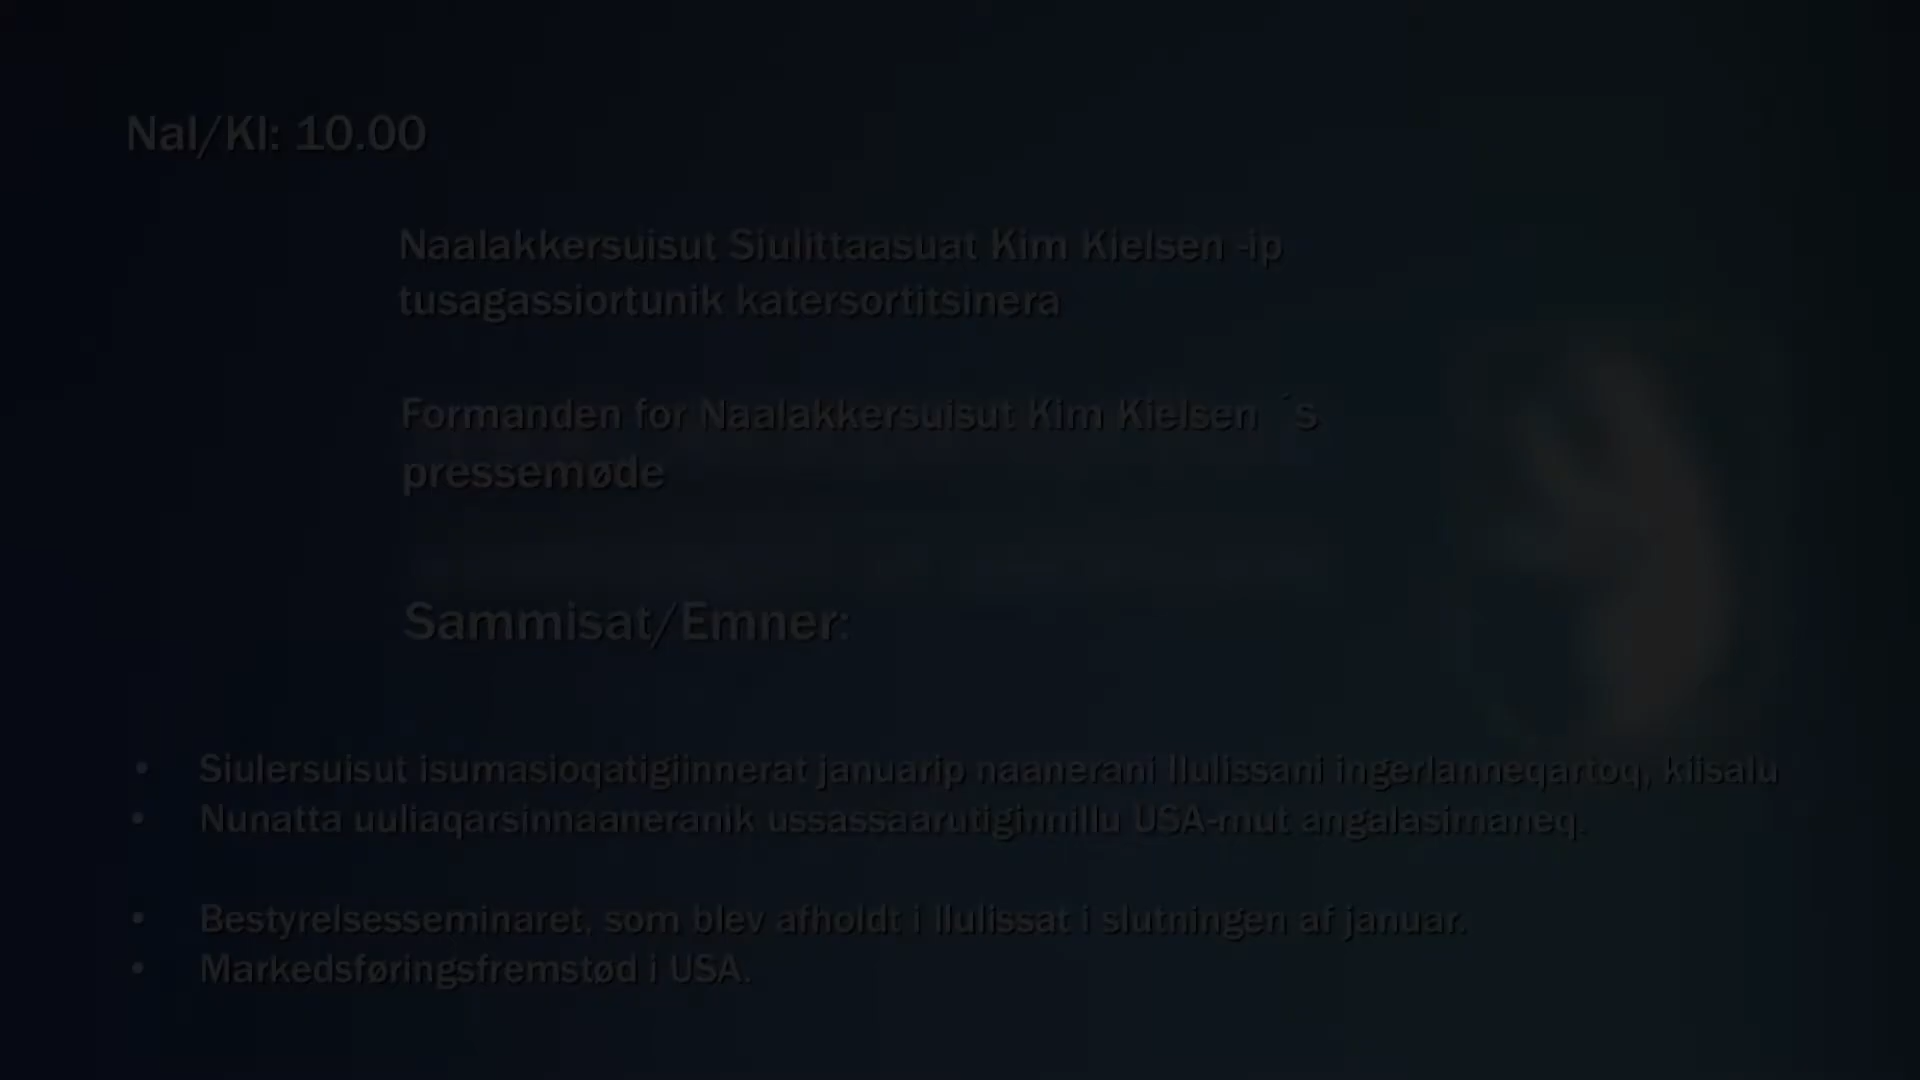 Nal/Kl: 10.00
Naalakkersuisut Siulittaasuat Kim Kielsen -ip
tusagassiortunik katersortitsinera
Formanden for Naalakkersuisut Kim Kielsen ´s
pressemøde
Sammisat/Emner:
• Siulersuisut isumasioqatigiinnerat januarip naanerani Ilulissani ingerlanneqartoq, kiisalu
• Nunatta uuliaqarsinnaaneranik ussassaarutiginnillu USA-mut angalasimaneq.
• Bestyrelsesseminaret, som blev afholdt i Ilulissat i slutningen af januar.
• Markedsføringsfremstød i USA.